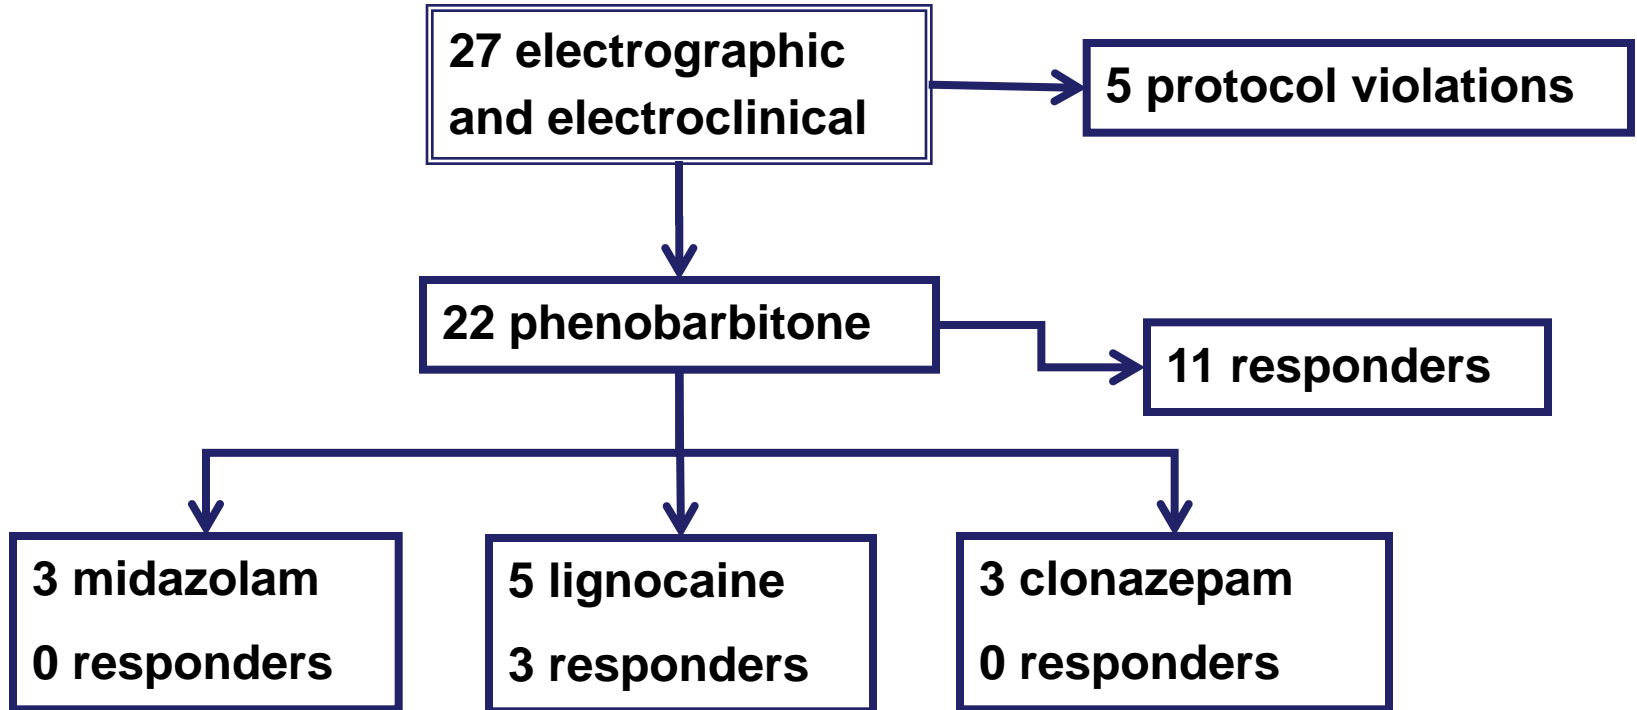 27 electrographic
and electroclinical
5 protocol violations
22 phenobarbitone
11 responders
3 midazolam
0 responders
5 lignocaine
3 responders
3 clonazepam
0 responders